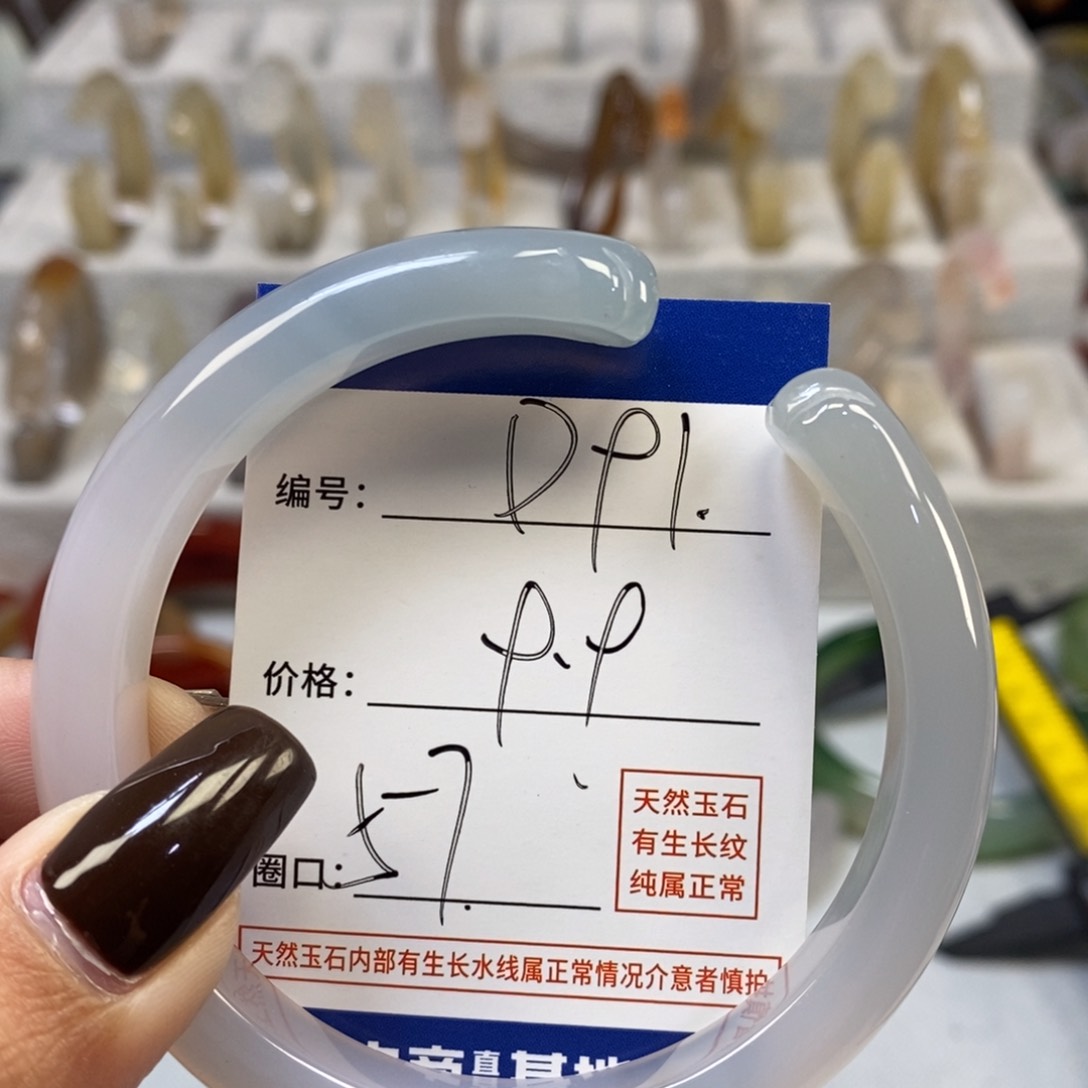 编号： D91.
价格： 9.9
圈口： 57.
天然玉石
有生长纹
纯属正常
天然玉石内部有生长水线属正常情况介意者慎拍